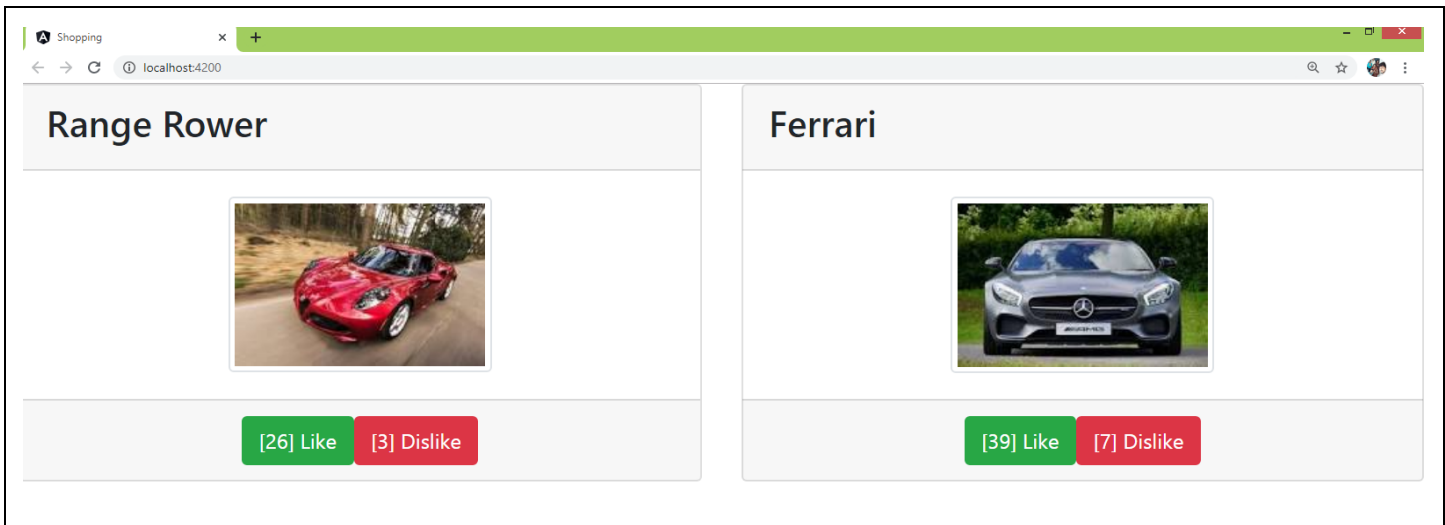 Shopping
localhost:4200
Range Rower
Ferrari
[26] Like [3] Dislike
[39] Like [7] Dislike